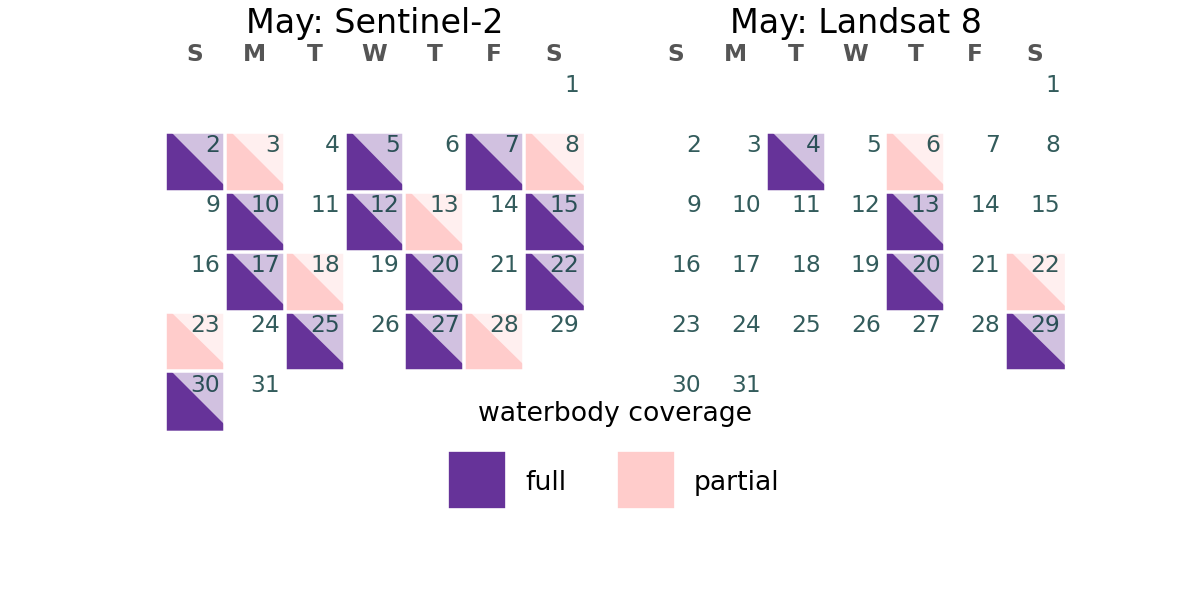 May: Sentinel-2
S M T W T F S
1
2 3 4 5 6 7 8
9 10 11 12 13 14 15
16 17 18 19 20 21 22
23 24 25 26 27 28 29
30 31
May: Landsat 8
S M T W T F S
1
2 3 4 5 6 7 8
9 10 11 12 13 14 15
16 17 18 19 20 21 22
23 24 25 26 27 28 29
30 31
waterbody coverage
full
partial